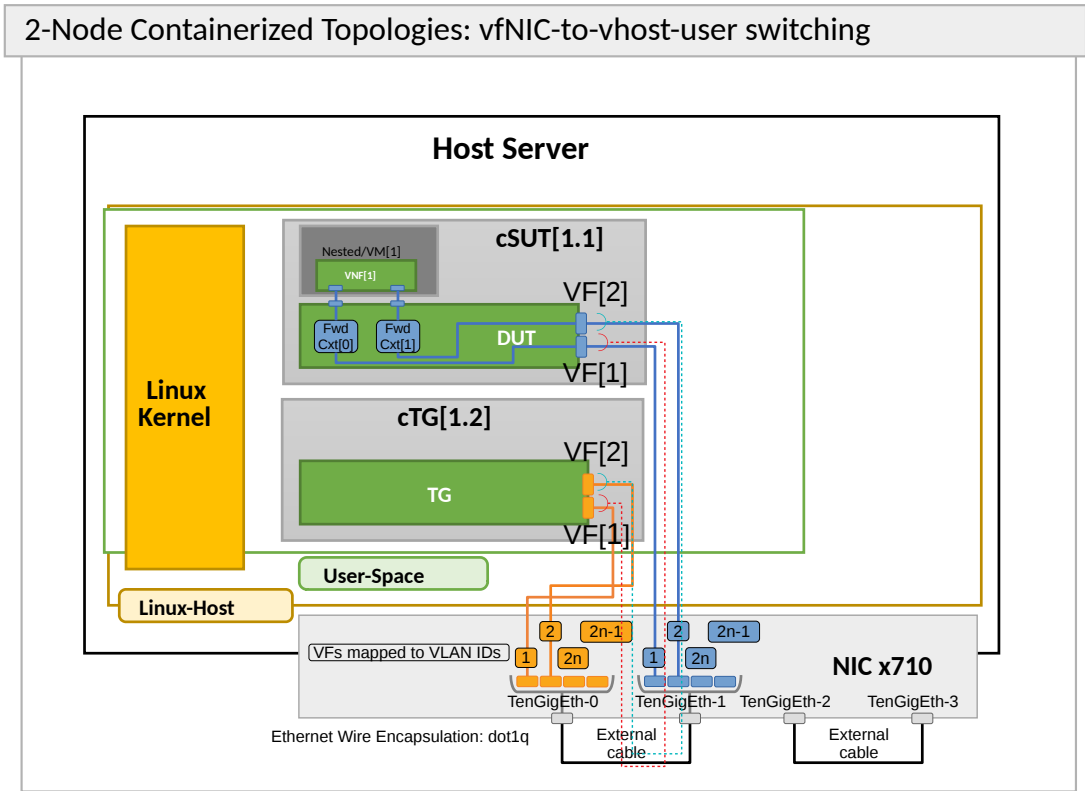 2-Node Containerized Topologies: vfNIC-to-vhost-user switching
Host Server
cSUT[1.1]
Nested/VM[1]
VNF[1]
VF[2]
Fwd
Cxt[0]
Fwd
Cxt[1]
DUT
VF[1]
Linux
Kernel
cTG[1.2]
VF[2]
TG
VF[1]
User-Space
Linux-Host
2
2n-1
2
2n-1
VFs mapped to VLAN IDs
1
2n
1
2n
NIC x710
TenGigEth-0
TenGigEth-1
TenGigEth-2
TenGigEth-3
Ethernet Wire Encapsulation: dot1q
External
cable
External
cable